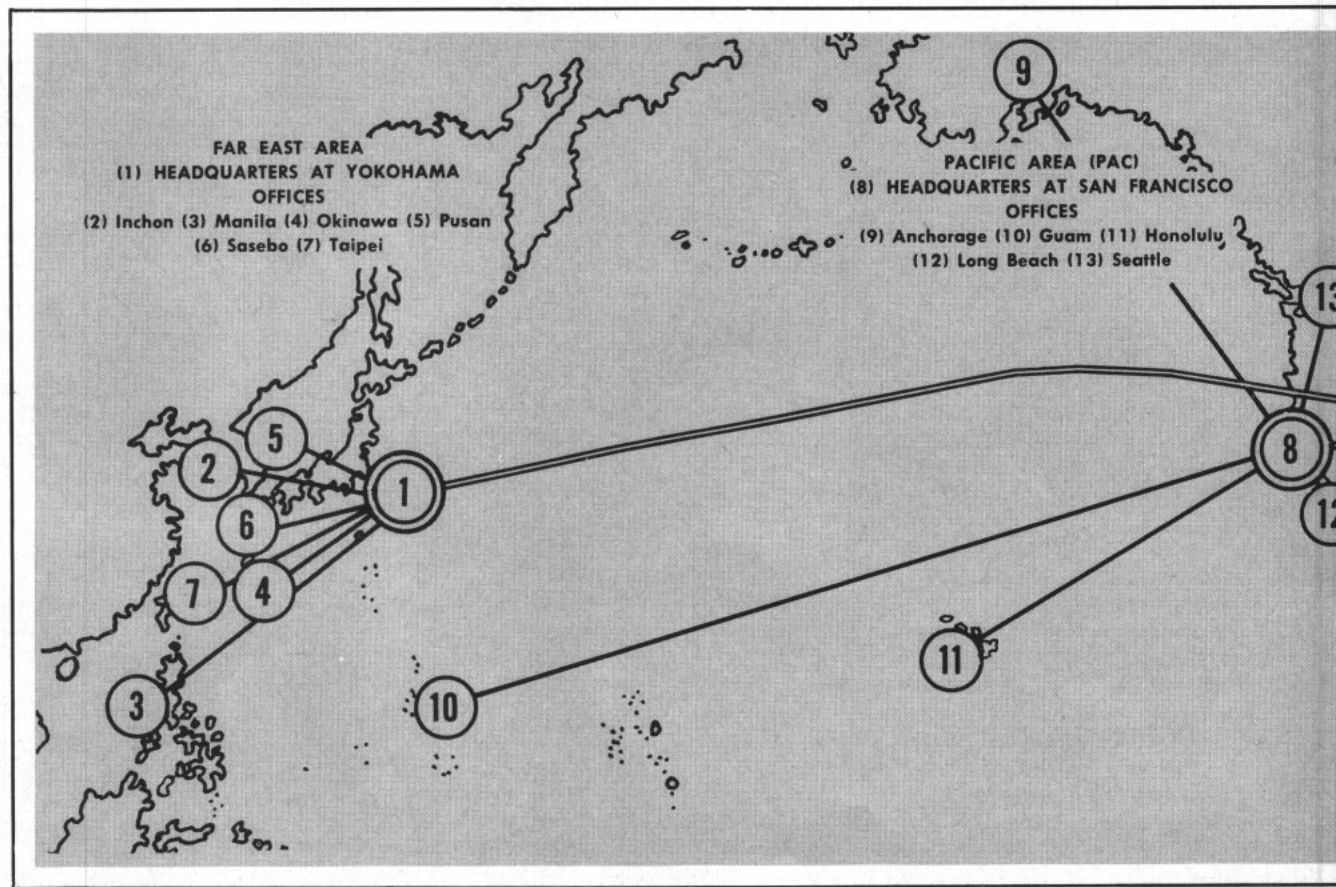 FAR EAST AREA
(1) HEADQUARTERS AT YOKOHAMA
OFFICES
(2) Inchon (3) Manila (4) Okinawa (5) Pusan
(6) Sasebo (7) Taipei
PACIFIC AREA (PAC)
(8) HEADQUARTERS AT SAN FRANCISCO
OFFICES
(9) Anchorage (10) Guam (11) Honolulu
(12) Long Beach (13) Seattle
9
13
5
8
2
1
12
6
7
4
11
3
10